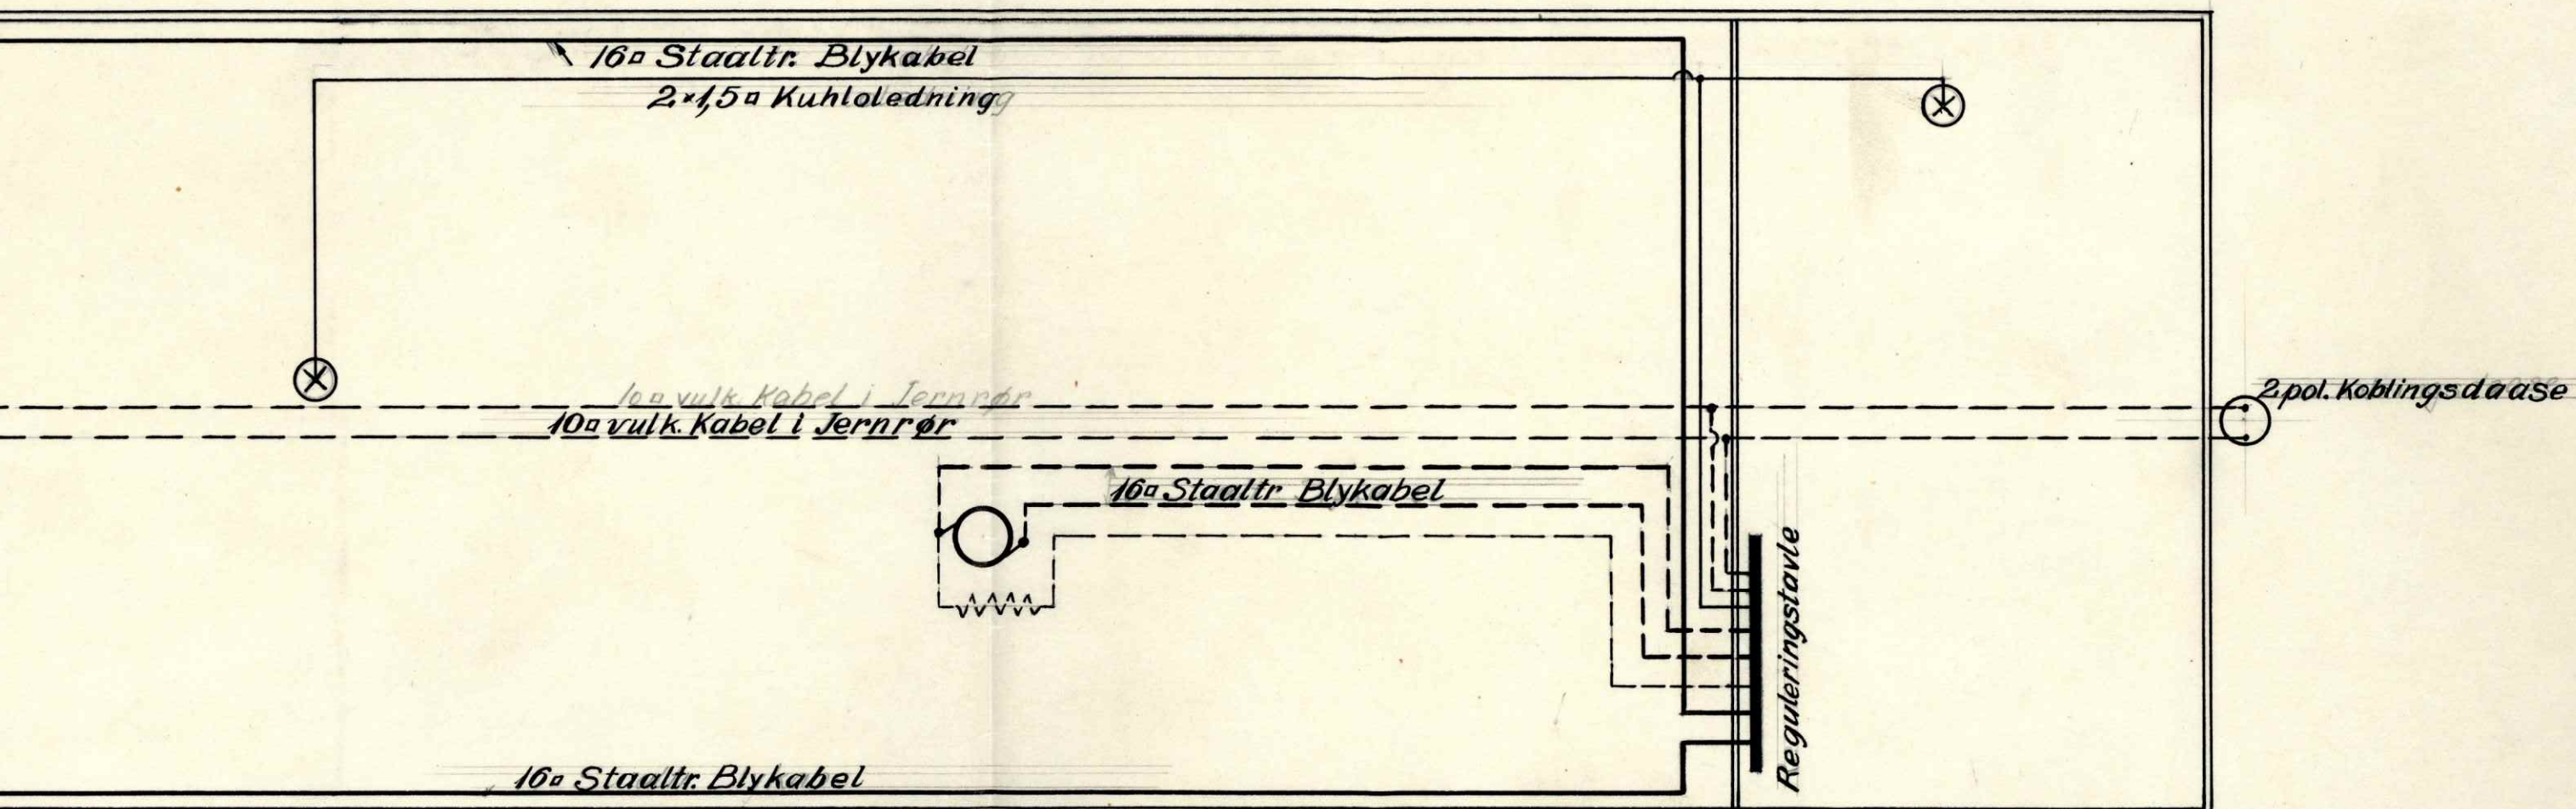 16▫ Staaltr. Blykabel
2×1,5▫ Kuhloledning
10▫ vulk. Kabel i Jernrør
10▫ vulk. Kabel i Jernrør
2 pol. Koblingsdaase
16▫ Staaltr Blykabel
Reguleringstavle
16▫ Staaltr. Blykabel